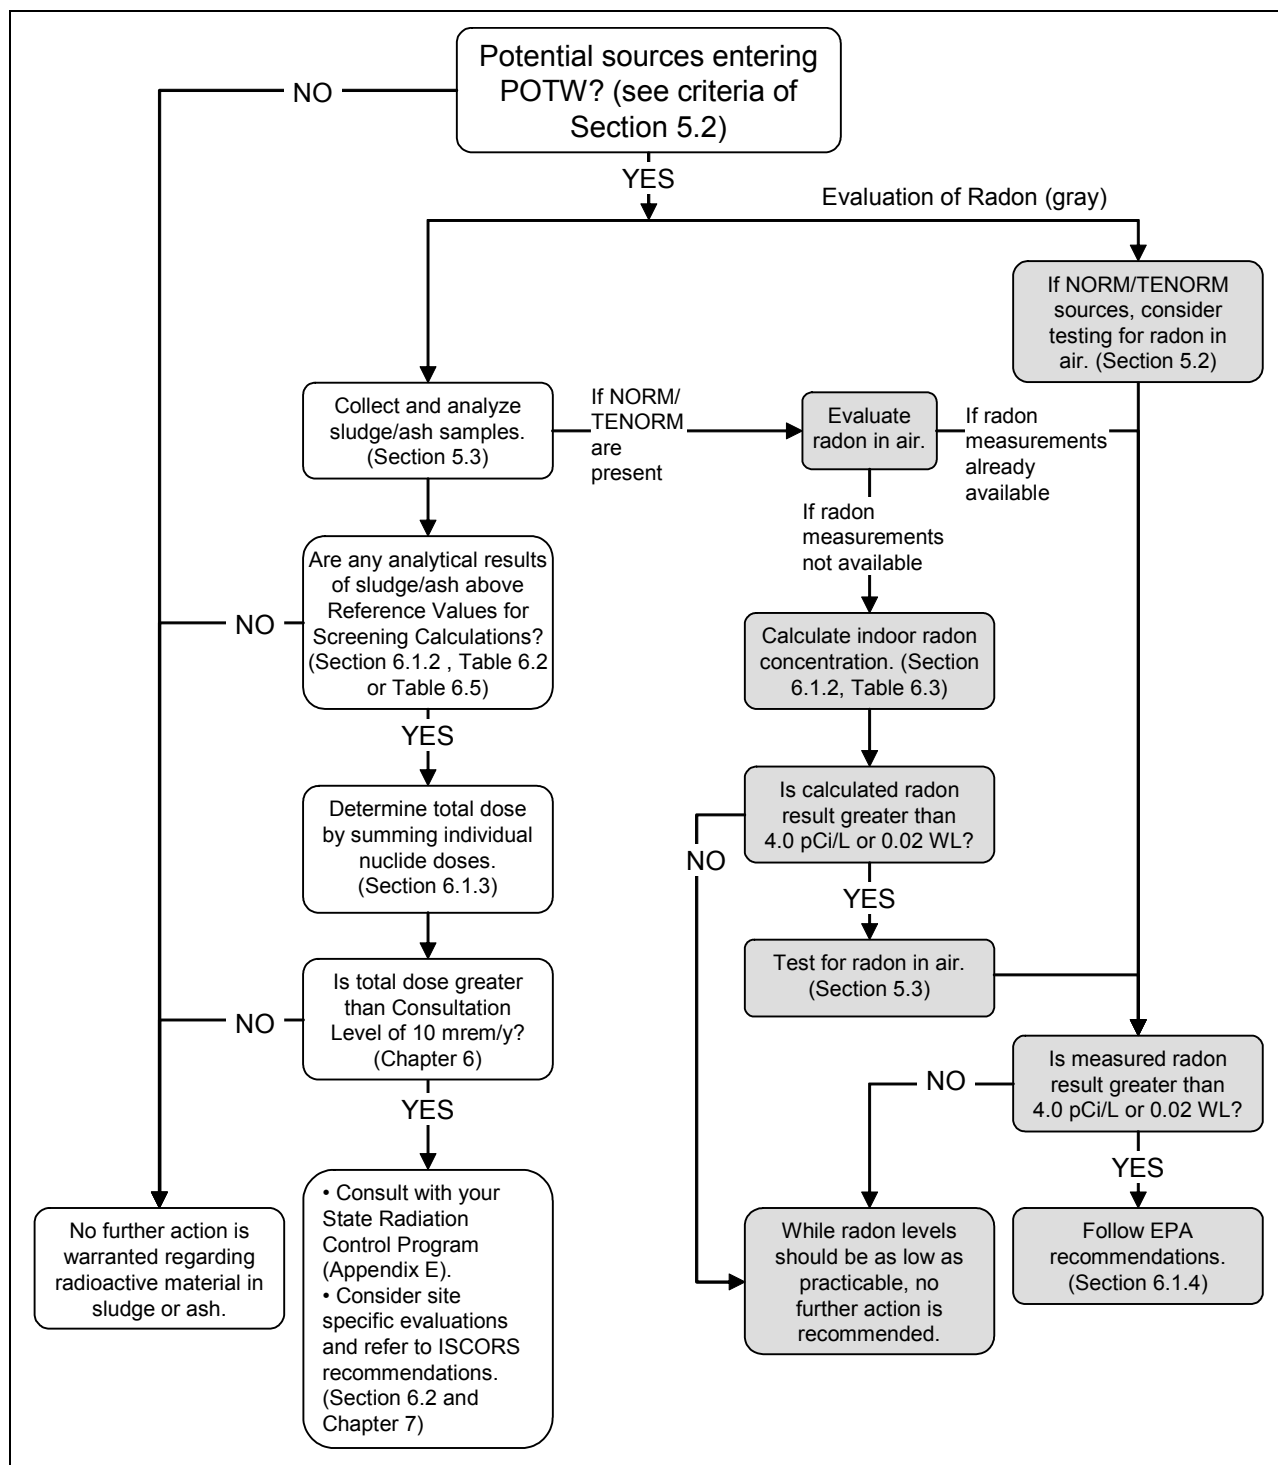 Potential sources entering
POTW? (see criteria of
Section 5.2)
NO
YES
Evaluation of Radon (gray)
If NORM/TENORM
sources, consider
testing for radon in
air. (Section 5.2)
Collect and analyze
sludge/ash samples.
(Section 5.3)
If NORM/
TENORM
are
present
Evaluate
radon in air.
If radon
measurements
already
available
If radon
measurements
not available
Are any analytical results
of sludge/ash above
Reference Values for
Screening Calculations?
(Section 6.1.2 , Table 6.2
or Table 6.5)
NO
YES
Calculate indoor radon
concentration. (Section
6.1.2, Table 6.3)
Determine total dose
by summing individual
nuclide doses.
(Section 6.1.3)
Is calculated radon
result greater than
4.0 pCi/L or 0.02 WL?
NO
YES
Test for radon in air.
(Section 5.3)
Is total dose greater
than Consultation
Level of 10 mrem/y?
(Chapter 6)
NO
YES
Is measured radon
result greater than
4.0 pCi/L or 0.02 WL?
NO
YES
No further action is
warranted regarding
radioactive material in
sludge or ash.
• Consult with your
State Radiation
Control Program
(Appendix E).
• Consider site
specific evaluations
and refer to ISCORS
recommendations.
(Section 6.2 and
Chapter 7)
While radon levels
should be as low as
practicable, no
further action is
recommended.
Follow EPA
recommendations.
(Section 6.1.4)